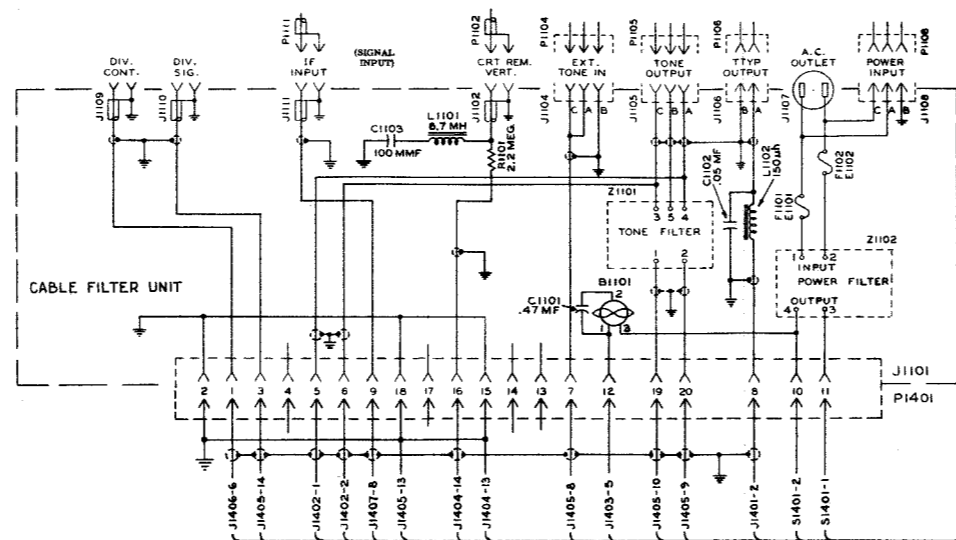 P1111
(SIGNAL
INPUT)
P1102
P1104
P1105
P1106
P1108
DIV.
CONT.
DIV.
SIG.
IF
INPUT
CRT REM.
VERT.
EXT.
TONE IN
TONE
OUTPUT
TTYP
OUTPUT
A.C.
OUTLET
POWER
INPUT
J1109
J1110
J1111
J1102
J1104
C A B
J1105
C B A
J1106
B A
J1107
C A B
J1108
C1103
100 MMF
L1101
8.7 MH
R1101
2.2 MEG.
C1102
.05 MF
L1102
150μh
F1101
E1101
F1102
E1102
Z1101
3 5 4
TONE FILTER
1 2
Z1102
1 2
INPUT
POWER FILTER
OUTPUT
4 3
CABLE FILTER UNIT
C1101
.47 MF
B1101
2
1 3
J1101
P1401
2 1 3 4 5 6 9 18 17 16 15 14 13 7 12 19 20 8 10 11
J1406-6
J1405-14
J1402-1
J1402-2
J1407-8
J1405-13
J1404-14
J1404-13
J1405-8
J1403-5
J1405-10
J1405-9
J1401-2
S1401-2
S1401-1